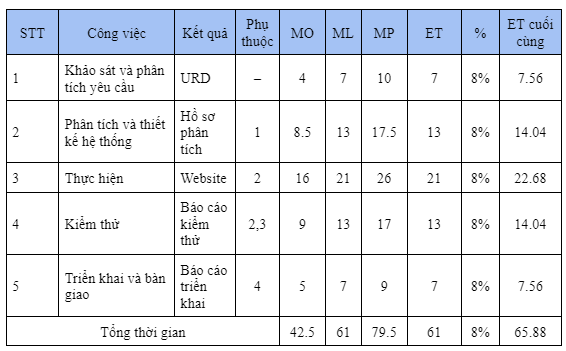 STT Công việc Kết quả Phụ thuộc MO ML MP ET % ET cuối cùng
1 Khảo sát và phân tích yêu cầu URD – 4 7 10 7 8% 7.56
2 Phân tích và thiết kế hệ thống Hồ sơ phân tích 1 8.5 13 17.5 13 8% 14.04
3 Thực hiện Website 2 16 21 26 21 8% 22.68
4 Kiểm thử Báo cáo kiểm thử 2,3 9 13 17 13 8% 14.04
5 Triển khai và bàn giao Báo cáo triển khai 4 5 7 9 7 8% 7.56
Tổng thời gian 42.5 61 79.5 61 8% 65.88